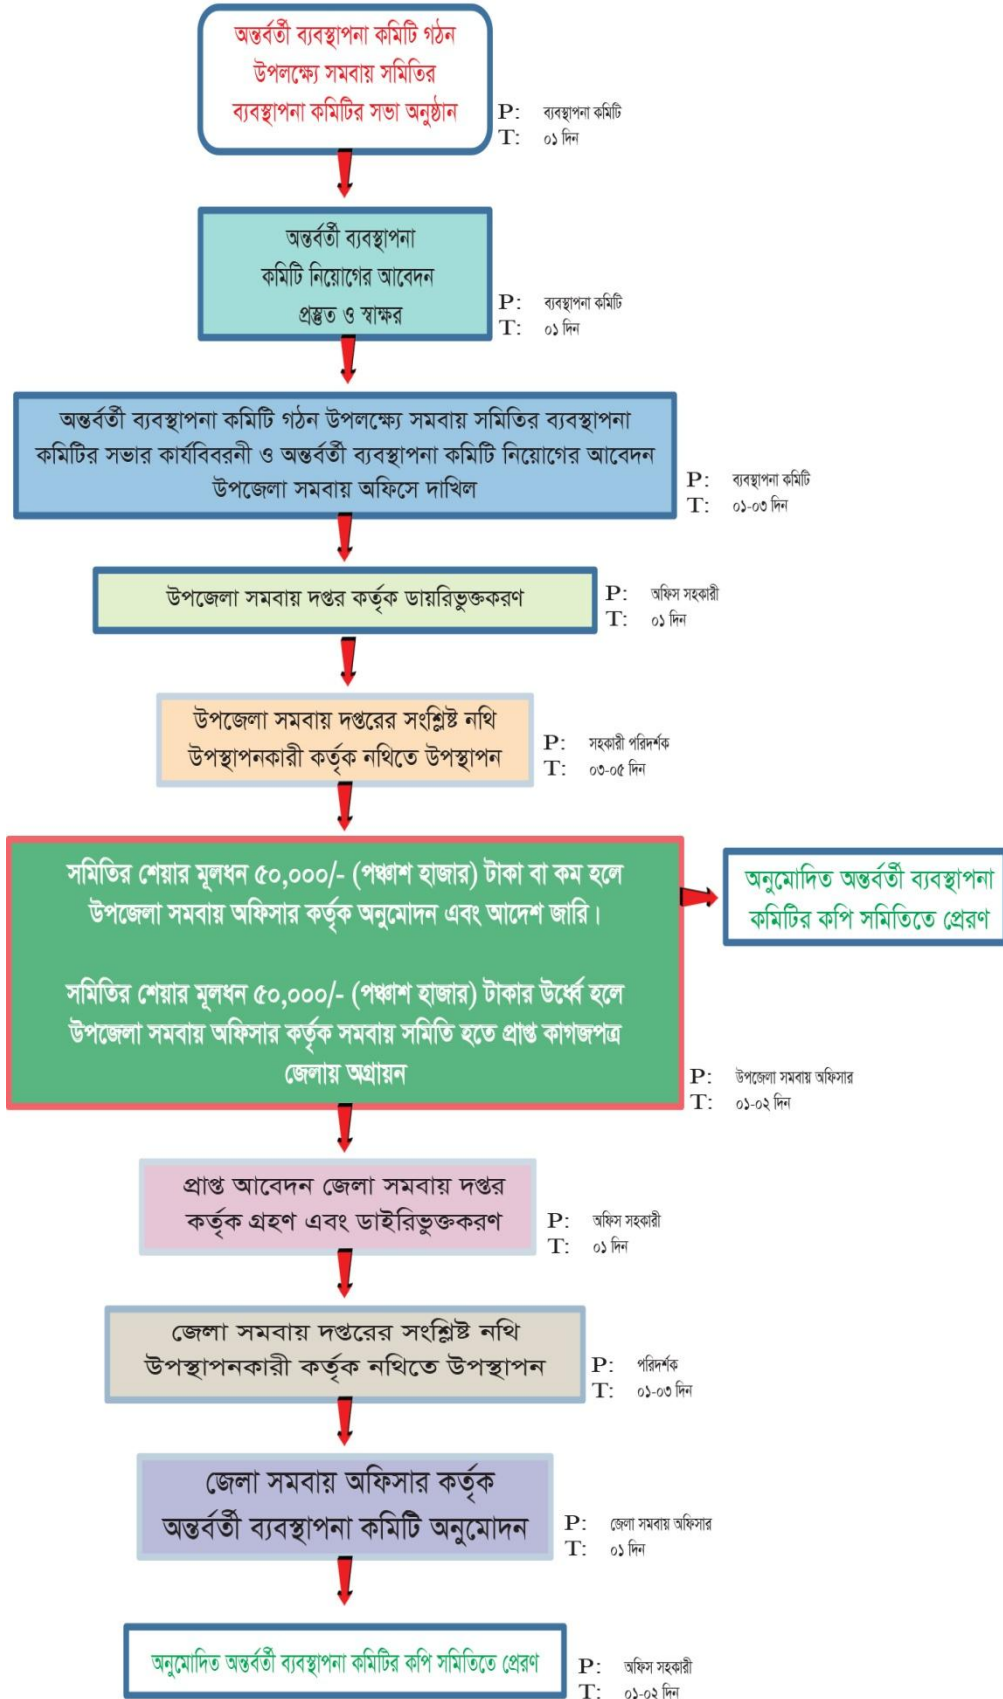 অন্তর্বর্তী ব্যবস্থাপনা কমিটি গঠন
উপলক্ষ্যে সমবায় সমিতির
ব্যবস্থাপনা কমিটির সভা অনুষ্ঠান
P: ব্যবস্থাপনা কমিটি
T: ০১ দিন
অন্তর্বর্তী ব্যবস্থাপনা
কমিটি নিয়োগের আবেদন
প্রস্তুত ও স্বাক্ষর
P: ব্যবস্থাপনা কমিটি
T: ০১ দিন
অন্তর্বর্তী ব্যবস্থাপনা কমিটি গঠন উপলক্ষ্যে সমবায় সমিতির ব্যবস্থাপনা
কমিটির সভার কার্যবিবরনী ও অন্তর্বর্তী ব্যবস্থাপনা কমিটি নিয়োগের আবেদন
উপজেলা সমবায় অফিসে দাখিল
P: ব্যবস্থাপনা কমিটি
T: ০১-০৩ দিন
উপজেলা সমবায় দপ্তর কর্তৃক ডায়রিভুক্তকরণ
P: অফিস সহকারী
T: ০১ দিন
উপজেলা সমবায় দপ্তরের সংশ্লিষ্ট নথি
উপস্থাপনকারী কর্তৃক নথিতে উপস্থাপন
P: সহকারী পরিদর্শক
T: ০৩-০৫ দিন
সমিতির শেয়ার মূলধন ৫০,০০০/- (পঞ্চাশ হাজার) টাকা বা কম হলে
উপজেলা সমবায় অফিসার কর্তৃক অনুমোদন এবং আদেশ জারি।
সমিতির শেয়ার মূলধন ৫০,০০০/- (পঞ্চাশ হাজার) টাকার উর্ধ্বে হলে
উপজেলা সমবায় অফিসার কর্তৃক সমবায় সমিতি হতে প্রাপ্ত কাগজপত্র
জেলায় অগ্রায়ন
অনুমোদিত অন্তর্বর্তী ব্যবস্থাপনা
কমিটির কপি সমিতিতে প্রেরণ
P: উপজেলা সমবায় অফিসার
T: ০১-০২ দিন
প্রাপ্ত আবেদন জেলা সমবায় দপ্তর
কর্তৃক গ্রহণ এবং ডাইরিভুক্তকরণ
P: অফিস সহকারী
T: ০১ দিন
জেলা সমবায় দপ্তরের সংশ্লিষ্ট নথি
উপস্থাপনকারী কর্তৃক নথিতে উপস্থাপন
P: পরিদর্শক
T: ০১-০৩ দিন
জেলা সমবায় অফিসার কর্তৃক
অন্তর্বর্তী ব্যবস্থাপনা কমিটি অনুমোদন
P: জেলা সমবায় অফিসার
T: ০১ দিন
অনুমোদিত অন্তর্বর্তী ব্যবস্থাপনা কমিটির কপি সমিতিতে প্রেরণ
P: অফিস সহকারী
T: ০১-০২ দিন